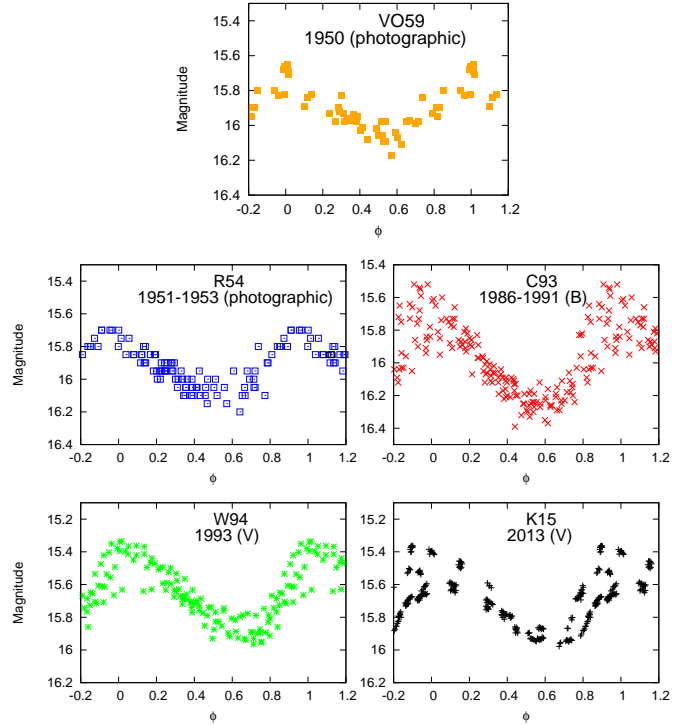 VO59
1950 (photographic)
Magnitude
15.4
15.6
15.8
16
16.2
16.4
-0.2 0 0.2 0.4 0.6 0.8 1 1.2
ϕ
R54
1951-1953 (photographic)
Magnitude
15.4
15.6
15.8
16
16.2
16.4
-0.2 0 0.2 0.4 0.6 0.8 1 1.2
ϕ
C93
1986-1991 (B)
15.4
15.6
15.8
16
16.2
16.4
-0.2 0 0.2 0.4 0.6 0.8 1 1.2
ϕ
W94
1993 (V)
Magnitude
15.2
15.4
15.6
15.8
16
16.2
-0.2 0 0.2 0.4 0.6 0.8 1 1.2
ϕ
K15
2013 (V)
15.2
15.4
15.6
15.8
16
16.2
-0.2 0 0.2 0.4 0.6 0.8 1 1.2
ϕ